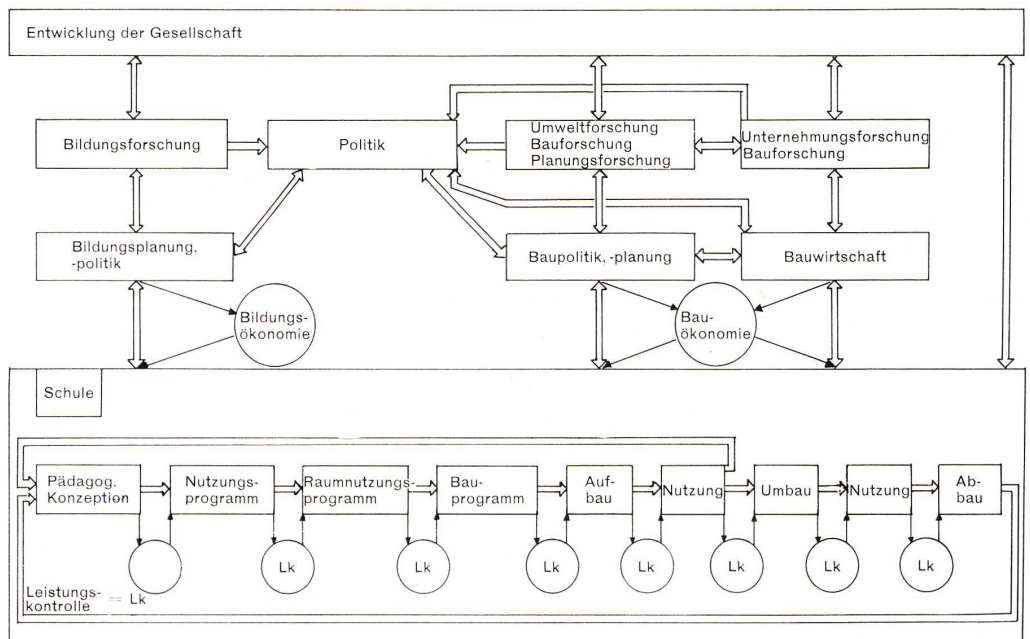 Entwicklung der Gesellschaft
Bildungsforschung
Politik
Umweltforschung
Bauforschung
Planungsforschung
Unternehmungsforschung
Bauforschung
Bildungsplanung,
-politik
Baupolitik, -planung
Bauwirtschaft
Bildungs-
ökonomie
Bau-
ökonomie
Schule
Pädagog.
Konzeption
Nutzungs-
programm
Raumnutzungs-
programm
Bau-
programm
Auf-
bau
Nutzung
Umbau
Nutzung
Ab-
bau
Lk
Lk
Lk
Lk
Lk
Lk
Lk
Leistungs-
kontrolle = Lk